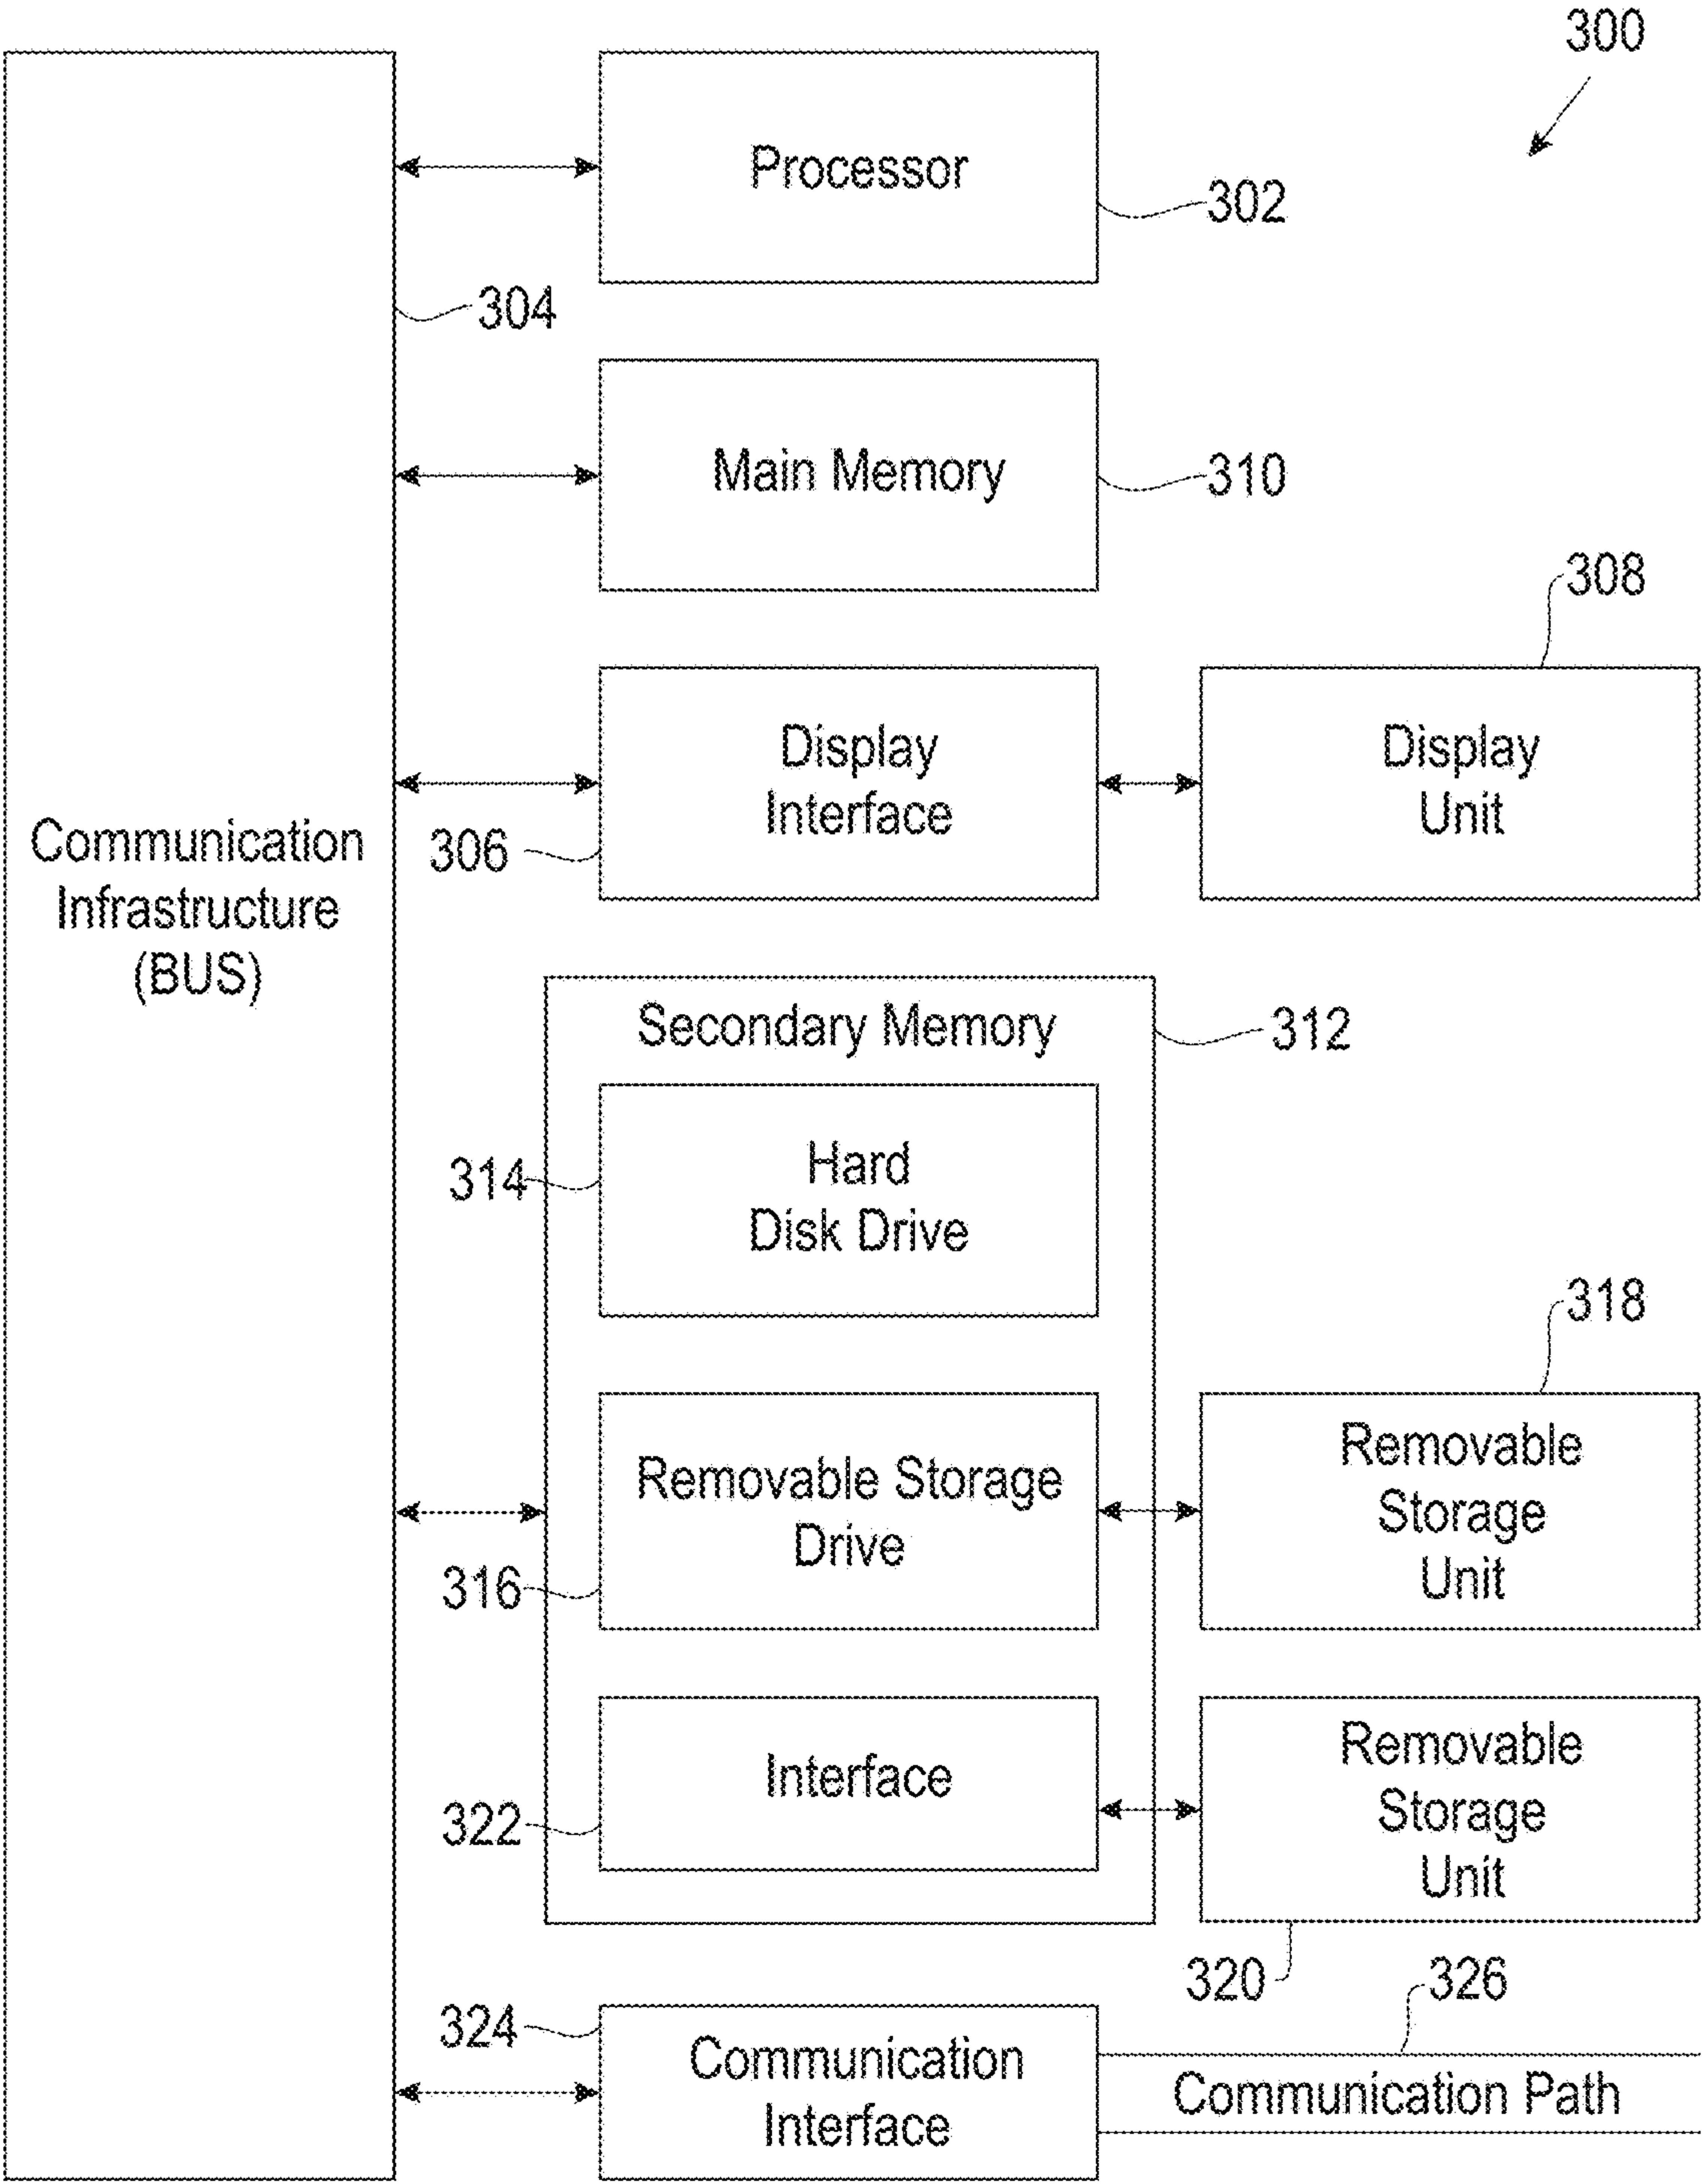 300
Processor
302
304
Main Memory
310
308
Display
Interface
Display
Unit
306
Communication
Infrastructure
(BUS)
Secondary Memory
312
Hard
Disk Drive
314
318
Removable Storage
Drive
Removable
Storage
Unit
316
Interface
Removable
Storage
Unit
322
320
326
324
Communication
Interface
Communication Path